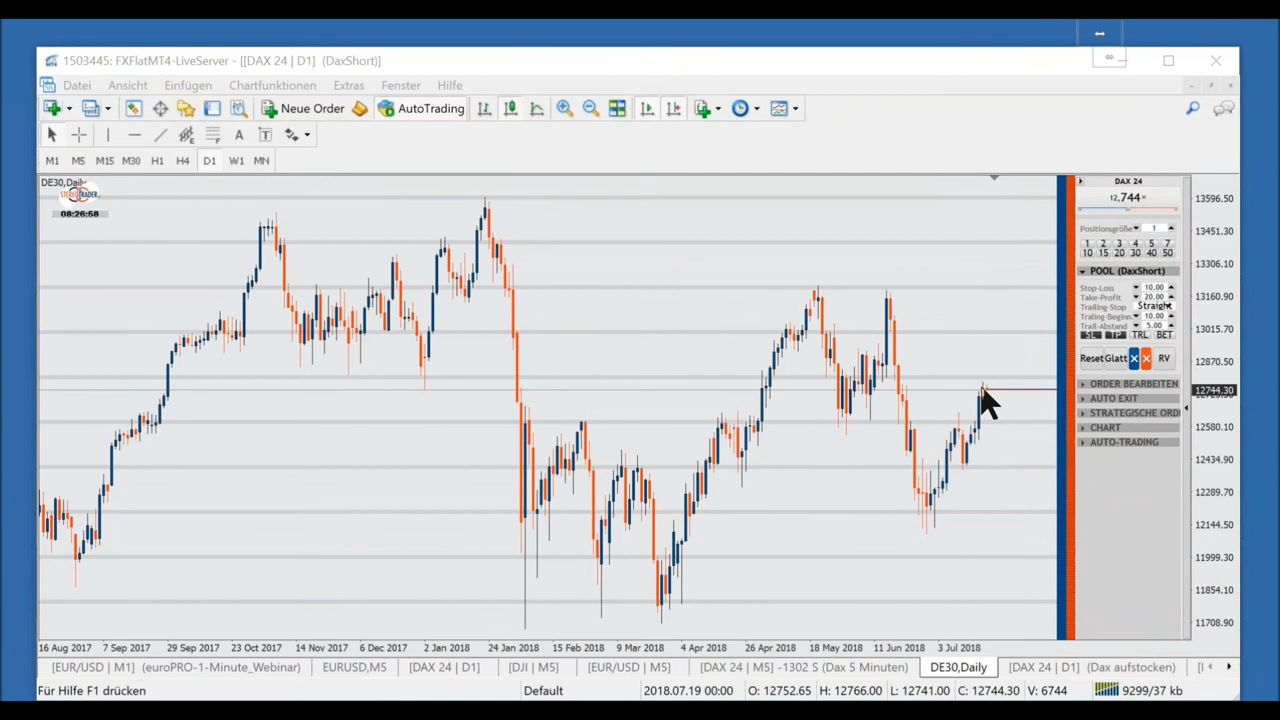 1503445: FXFlatMT4-LiveServer - [[DAX 24 | D1] (DaxShort)]
Datei Ansicht Einfügen Chartfunktionen Extras Fenster Hilfe
Neue Order AutoTrading
A T
M1 M5 M15 M30 H1 H4 D1 W1 MN
DE30,Daily
STEREOTRADER
08:26:58
DAX 24
12,744
Positionsgröße 1
1 2 3 4 5 7
10 15 20 30 40 50
POOL (DaxShort)
Stop-Loss 10.00
Take-Profit 20.00
Trailing-Stop Straight
Traling-Beginn. 10.00
Trail-Abstand 5.00
SL TP TRL BET
Reset Glatt X X RV
ORDER BEARBEITEN
AUTO EXIT
STRATEGISCHE ORD
CHART
AUTO-TRADING
13596.50
13451.30
13306.10
13160.90
13015.70
12870.50
12744.30
12580.10
12434.90
12289.70
12144.50
11999.30
11854.10
11708.90
16 Aug 2017 7 Sep 2017 29 Sep 2017 23 Oct 2017 14 Nov 2017 6 Dec 2017 2 Jan 2018 24 Jan 2018 15 Feb 2018 9 Mar 2018 4 Apr 2018 26 Apr 2018 18 May 2018 11 Jun 2018 3 Jul 2018
[EUR/USD | M1] (euroPRO-1-Minute_Webinar) EURUSD,M5 [DAX 24 | D1] [DJI | M5] [EUR/USD | M5] [DAX 24 | M5] -1302 S (Dax 5 Minuten) DE30,Daily [DAX 24 | D1] (Dax aufstocken)
Für Hilfe F1 drücken Default 2018.07.19 00:00 O: 12752.65 H: 12766.00 L: 12741.00 C: 12744.30 V: 6744 9299/37 kb